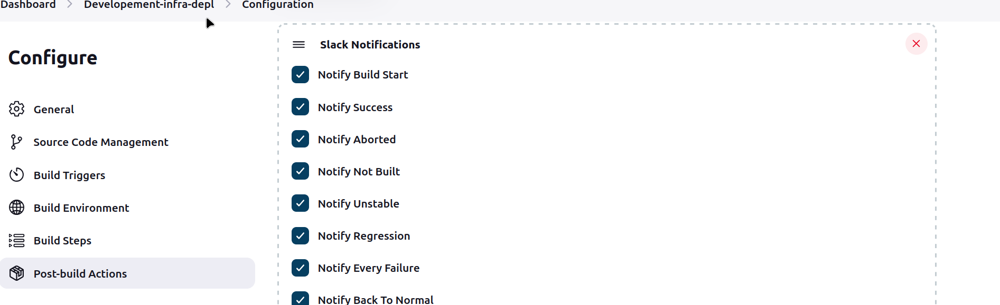 Dashboard > Developement-infra-depl > Configuration
Configure
General
Source Code Management
Build Triggers
Build Environment
Build Steps
Post-build Actions
Slack Notifications
Notify Build Start
Notify Success
Notify Aborted
Notify Not Built
Notify Unstable
Notify Regression
Notify Every Failure
Notify Back To Normal